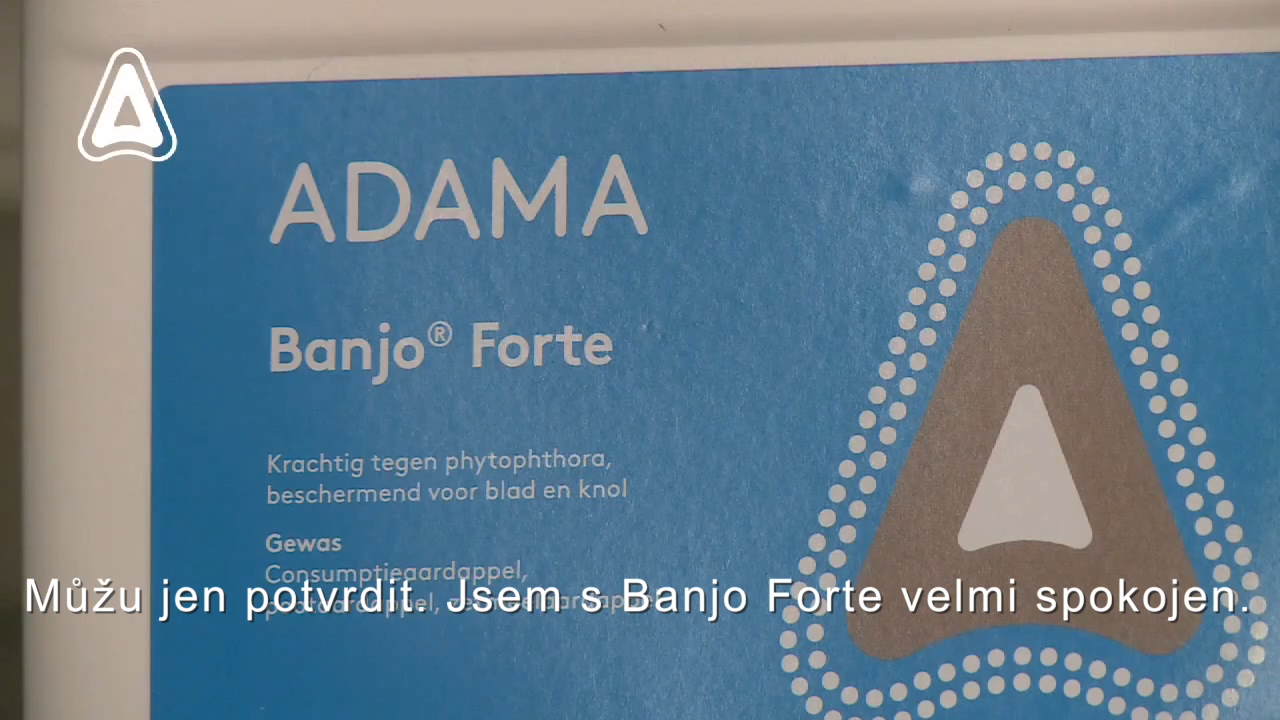 ADAMA
Banjo® Forte
Krachtig tegen phytophthora,
beschermend voor blad en knol
Gewas
Consumptieaardappel,
Můžu jen potvrdit. Jsem s Banjo Forte velmi spokojen.